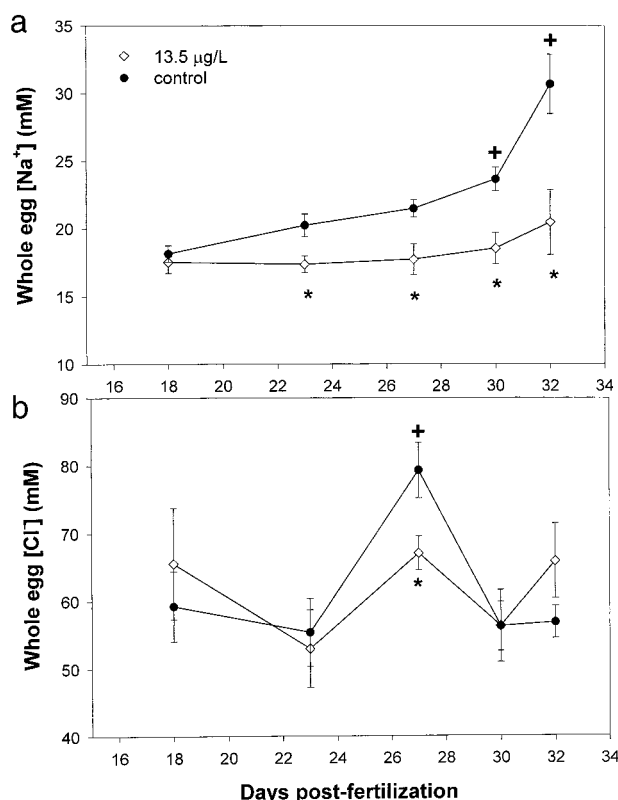 a
35
30
25
20
15
10
Whole egg [Na⁺] (mM)
◇ 13.5 µg/L
● control
+
+
* * * *
16 18 20 22 24 26 28 30 32 34
b
90
80
70
60
50
40
Whole egg [Cl⁻] (mM)
+
*
16 18 20 22 24 26 28 30 32 34
Days post-fertilization